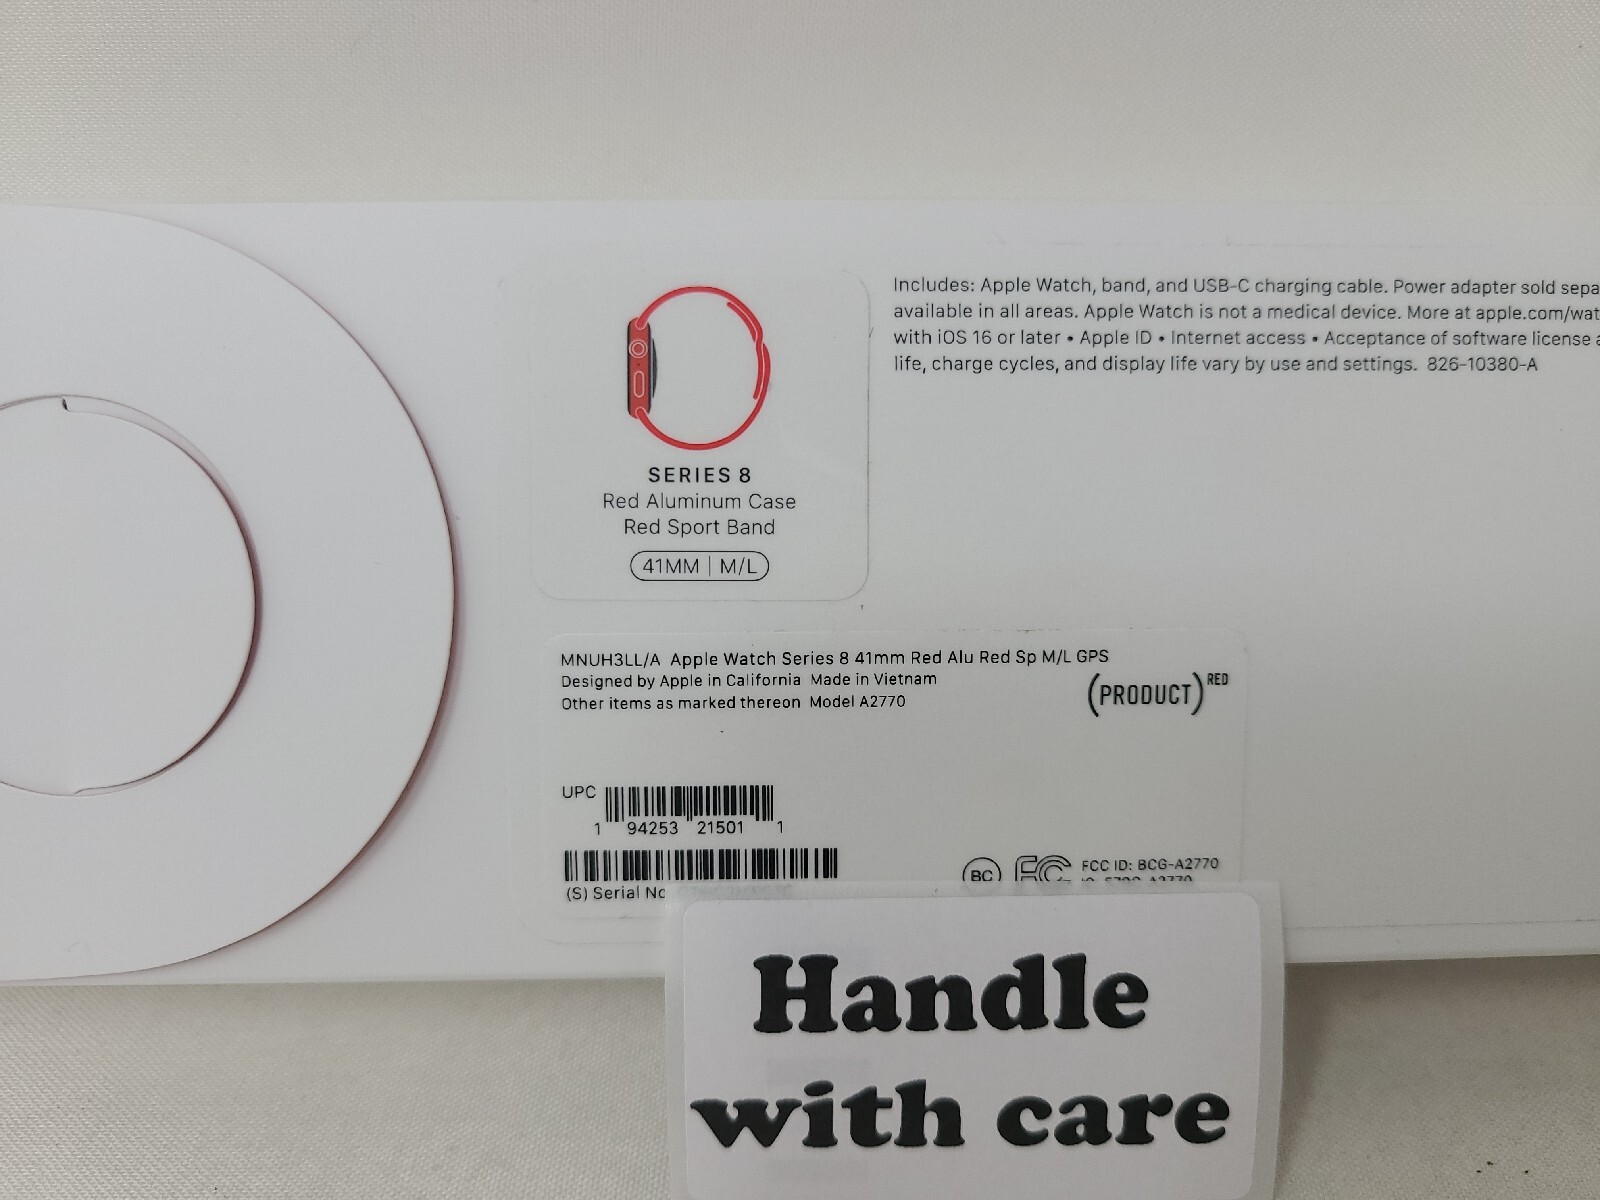 Includes: Apple Watch, band, and USB-C charging cable. Power adapter sold sepa
available in all areas. Apple Watch is not a medical device. More at apple.com/wat
with iOS 16 or later • Apple ID • Internet access • Acceptance of software license a
life, charge cycles, and display life vary by use and settings. 826-10380-A
SERIES 8
Red Aluminum Case
Red Sport Band
41MM | M/L
MNUH3LL/A Apple Watch Series 8 41mm Red Alu Red Sp M/L GPS
Designed by Apple in California Made in Vietnam
Other items as marked thereon Model A2770
(PRODUCT)RED
UPC
1 94253 21501 1
(S) Serial No
BC FC FCC ID: BCG-A2770
Handle
with care